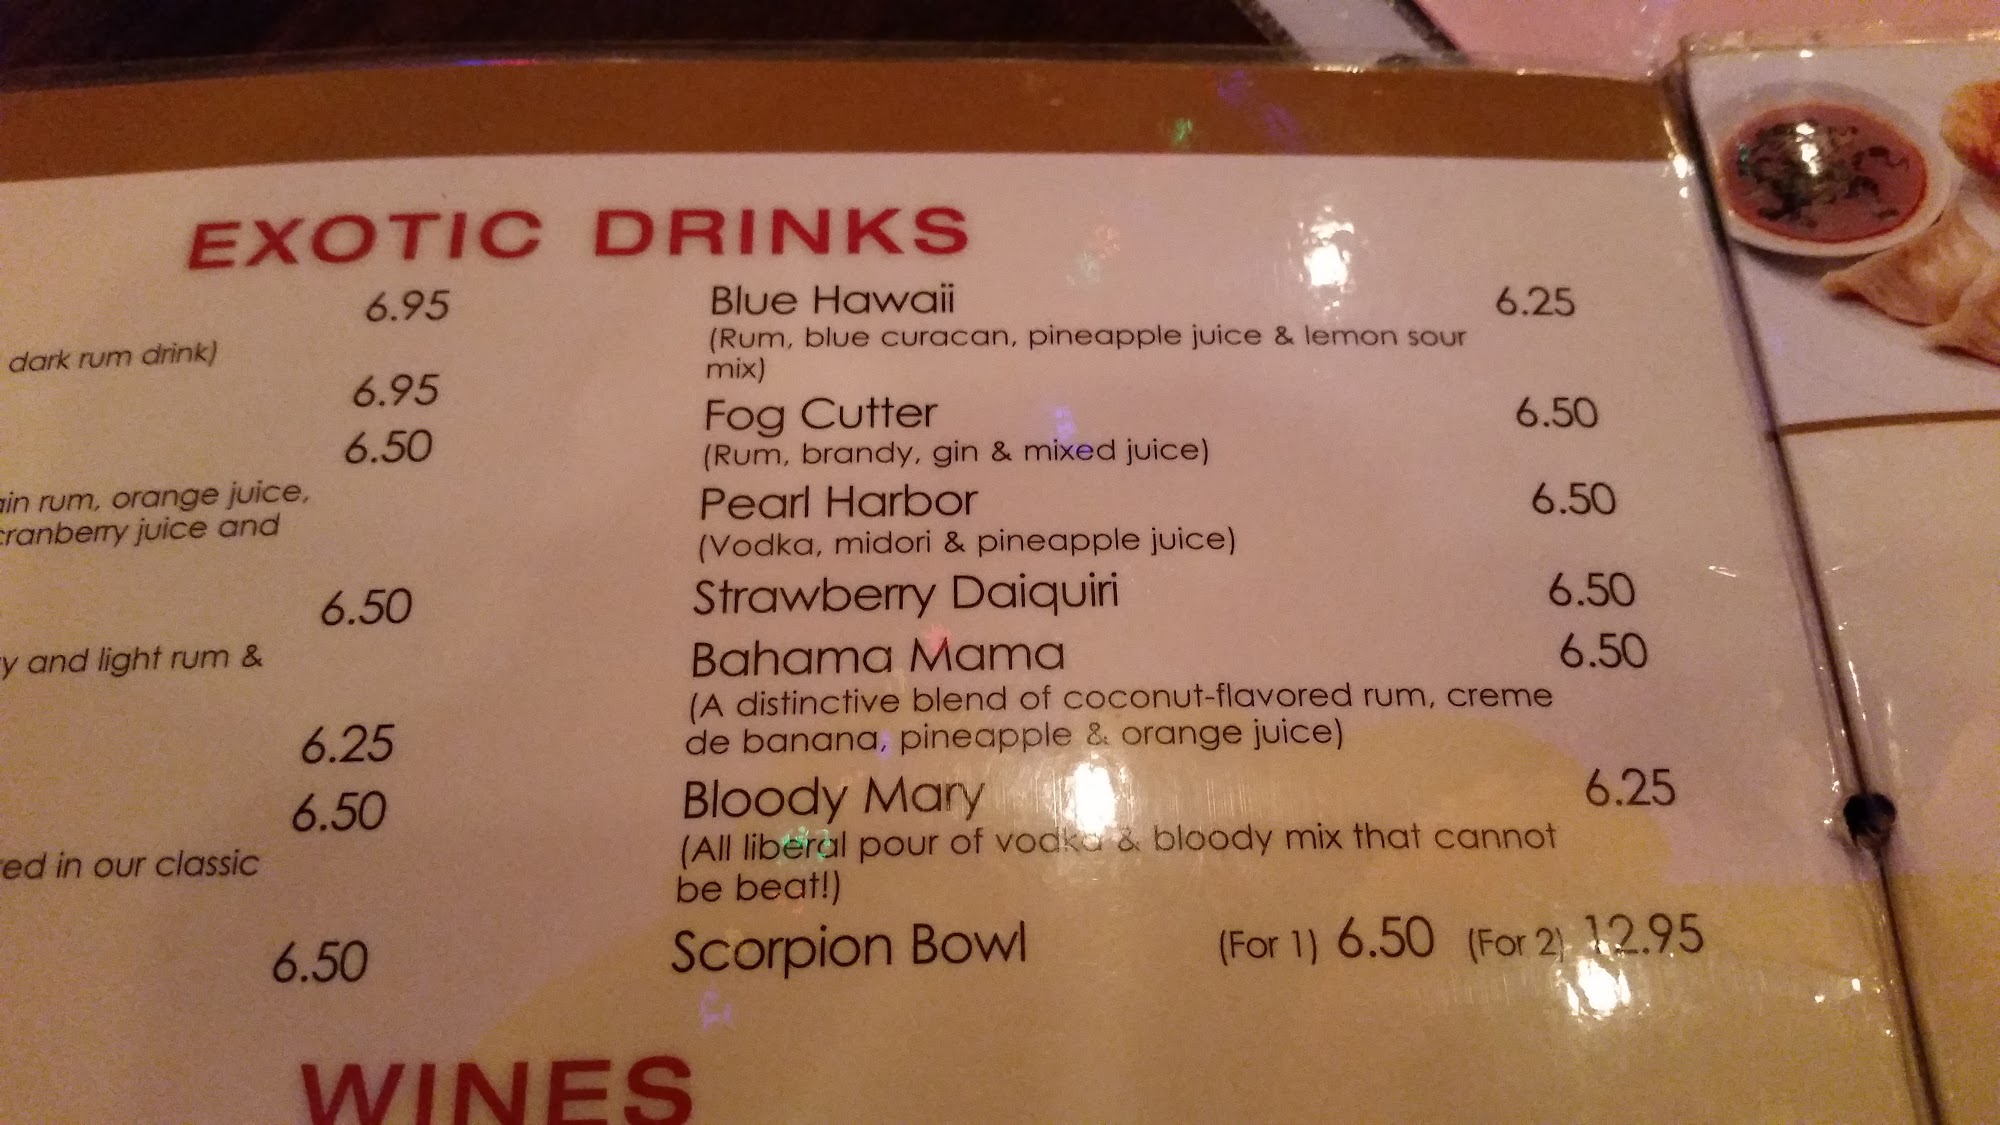 EXOTIC DRINKS
6.95
dark rum drink)
6.95
6.50
rum, orange juice,
cranberry juice and
6.50
and light rum &
6.25
6.50
in our classic
6.50
Blue Hawaii 6.25
(Rum, blue curacan, pineapple juice & lemon sour
mix)
Fog Cutter 6.50
(Rum, brandy, gin & mixed juice)
Pearl Harbor 6.50
(Vodka, midori & pineapple juice)
Strawberry Daiquiri 6.50
Bahama Mama 6.50
(A distinctive blend of coconut-flavored rum, creme
de banana, pineapple & orange juice)
Bloody Mary 6.25
(All liberal pour of vodka & bloody mix that cannot
be beat!)
Scorpion Bowl (For 1) 6.50 (For 2) 12.95
WINES